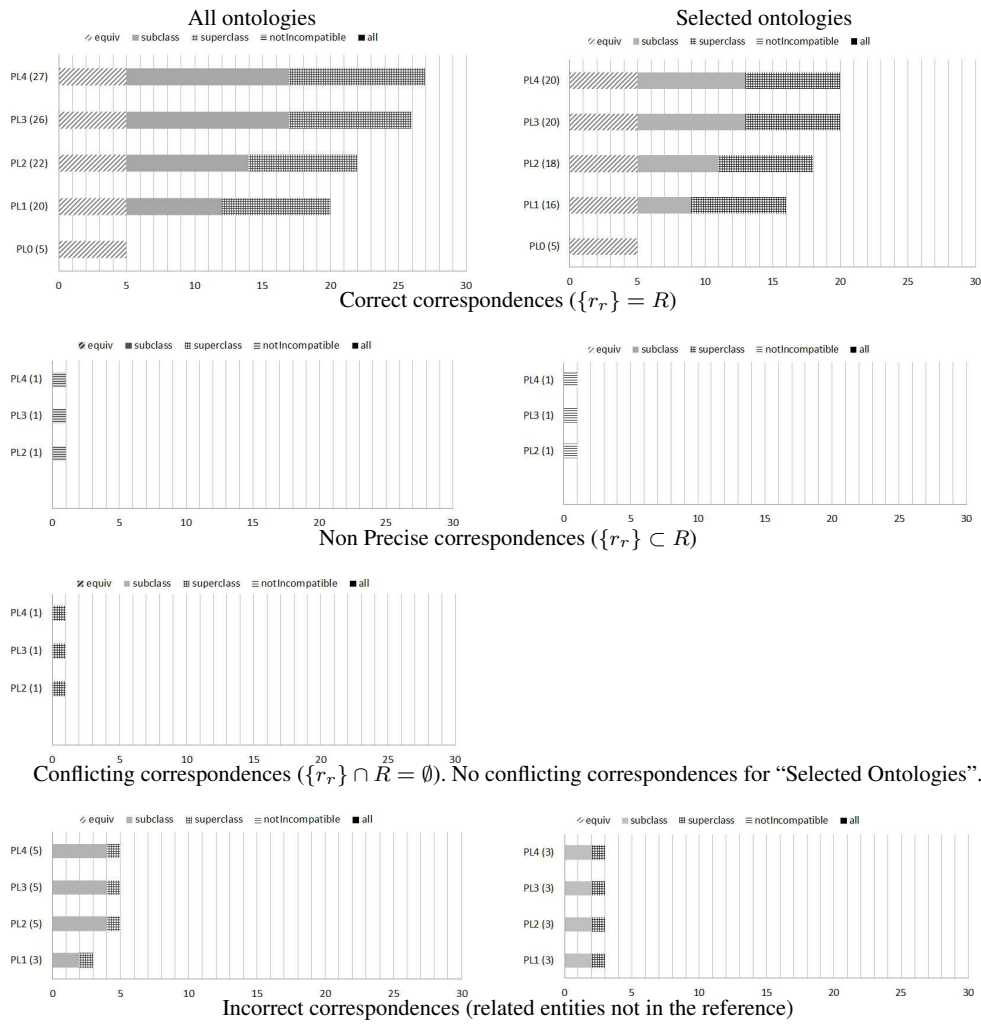 All ontologies
Selected ontologies
equiv subclass superclass notIncompatible all
PL4 (27)
PL3 (26)
PL2 (22)
PL1 (20)
PL0 (5)
0 5 10 15 20 25 30
equiv subclass superclass notIncompatible all
PL4 (20)
PL3 (20)
PL2 (18)
PL1 (16)
PL0 (5)
0 5 10 15 20 25 30
Correct correspondences ({r_r} = R)
equiv subclass superclass notIncompatible all
PL4 (1)
PL3 (1)
PL2 (1)
0 5 10 15 20 25 30
equiv subclass superclass notIncompatible all
PL4 (1)
PL3 (1)
PL2 (1)
0 5 10 15 20 25 30
Non Precise correspondences ({r_r} ⊂ R)
equiv subclass superclass notIncompatible all
PL4 (1)
PL3 (1)
PL2 (1)
0 5 10 15 20 25 30
Conflicting correspondences ({r_r} ∩ R = ∅). No conflicting correspondences for “Selected Ontologies”.
equiv subclass superclass notIncompatible all
PL4 (5)
PL3 (5)
PL2 (5)
PL1 (3)
0 5 10 15 20 25 30
equiv subclass superclass notIncompatible all
PL4 (3)
PL3 (3)
PL2 (3)
PL1 (3)
0 5 10 15 20 25 30
Incorrect correspondences (related entities not in the reference)